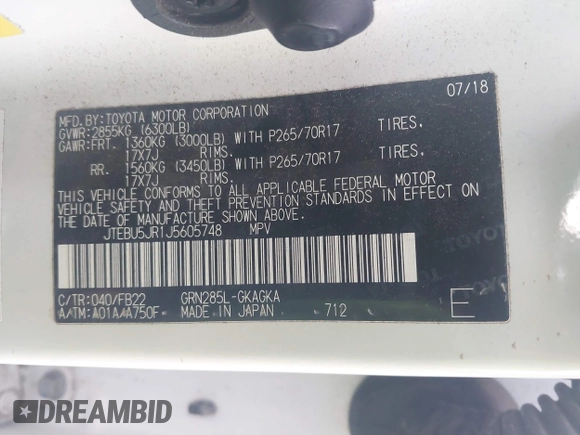 07/18
MFD.BY:TOYOTA MOTOR CORPORATION
GVWR:2855KG (6300LB)
GAWR:FRT. 1360KG (3000LB) WITH P265/70R17 TIRES.
17X7J RIMS.
RR. 1560KG (3450LB) WITH P265/70R17 TIRES.
17X7J RIMS.
THIS VEHICLE CONFORMS TO ALL APPLICABLE FEDERAL MOTOR
VEHICLE SAFETY AND THEFT PREVENTION STANDARDS IN EFFECT
ON THE DATE OF MANUFACTURE SHOWN ABOVE.
JTEBU5JR1J5605748 MPV
C/TR:040/FB22 GRN285L-GKAGKA
A/TM:A01A/A750F MADE IN JAPAN 712 E
TOYOTA
DREAMBID